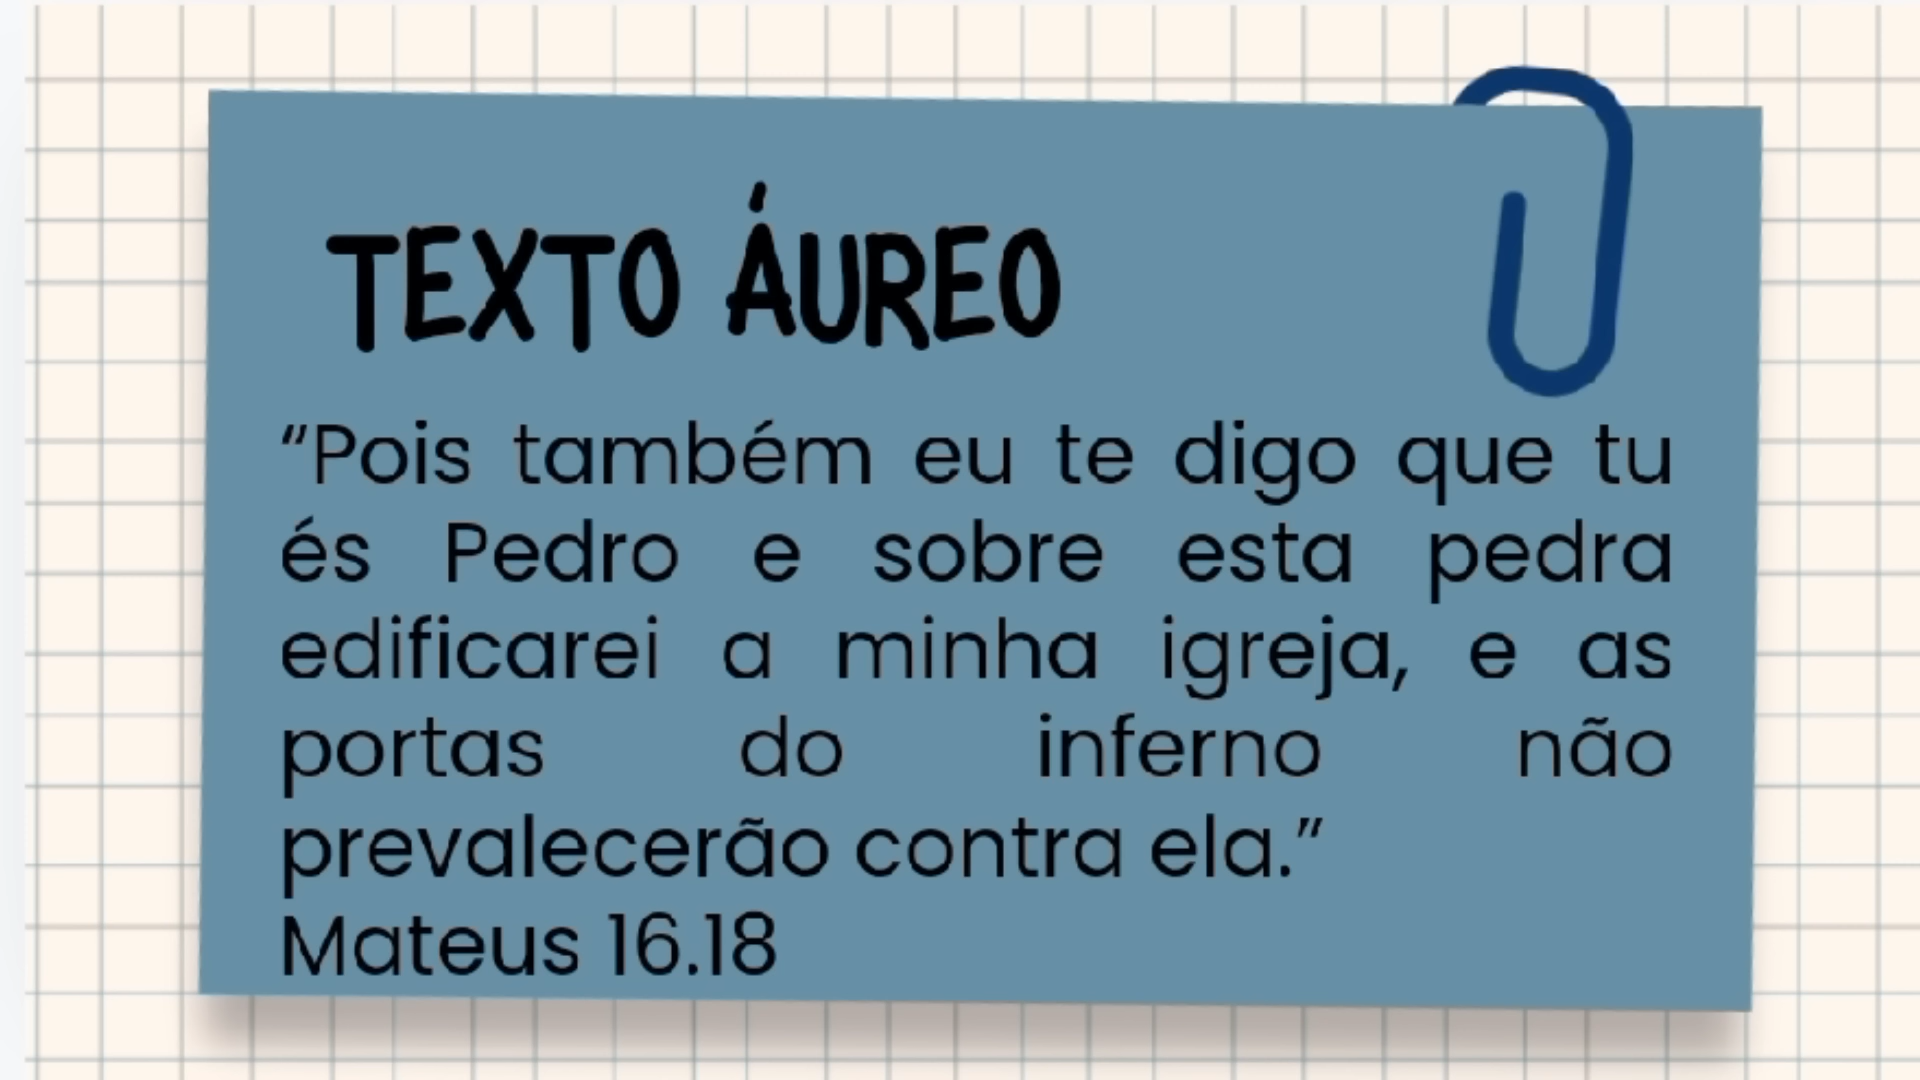 TEXTO ÁUREO
“Pois também eu te digo que tu
és Pedro e sobre esta pedra
edificarei a minha igreja, e as
portas do inferno não
prevalecerão contra ela.”
Mateus 16.18